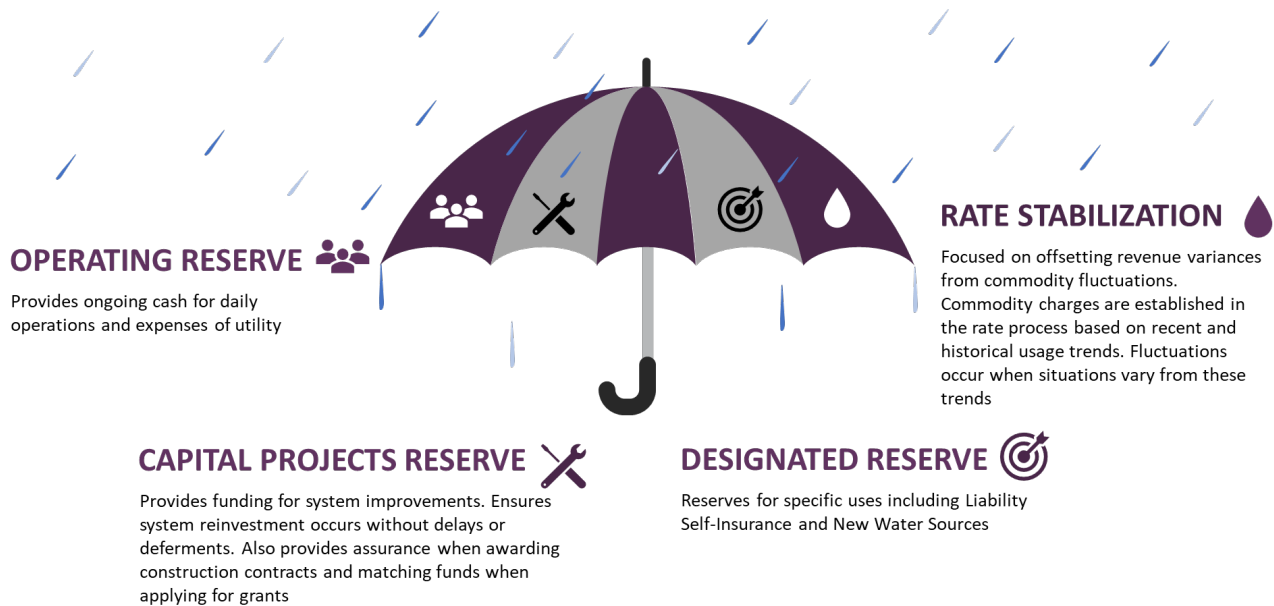 OPERATING RESERVE
Provides ongoing cash for daily
operations and expenses of utility
RATE STABILIZATION
Focused on offsetting revenue variances
from commodity fluctuations.
Commodity charges are established in
the rate process based on recent and
historical usage trends. Fluctuations
occur when situations vary from these
trends
CAPITAL PROJECTS RESERVE
Provides funding for system improvements. Ensures
system reinvestment occurs without delays or
deferments. Also provides assurance when awarding
construction contracts and matching funds when
applying for grants
DESIGNATED RESERVE
Reserves for specific uses including Liability
Self-Insurance and New Water Sources